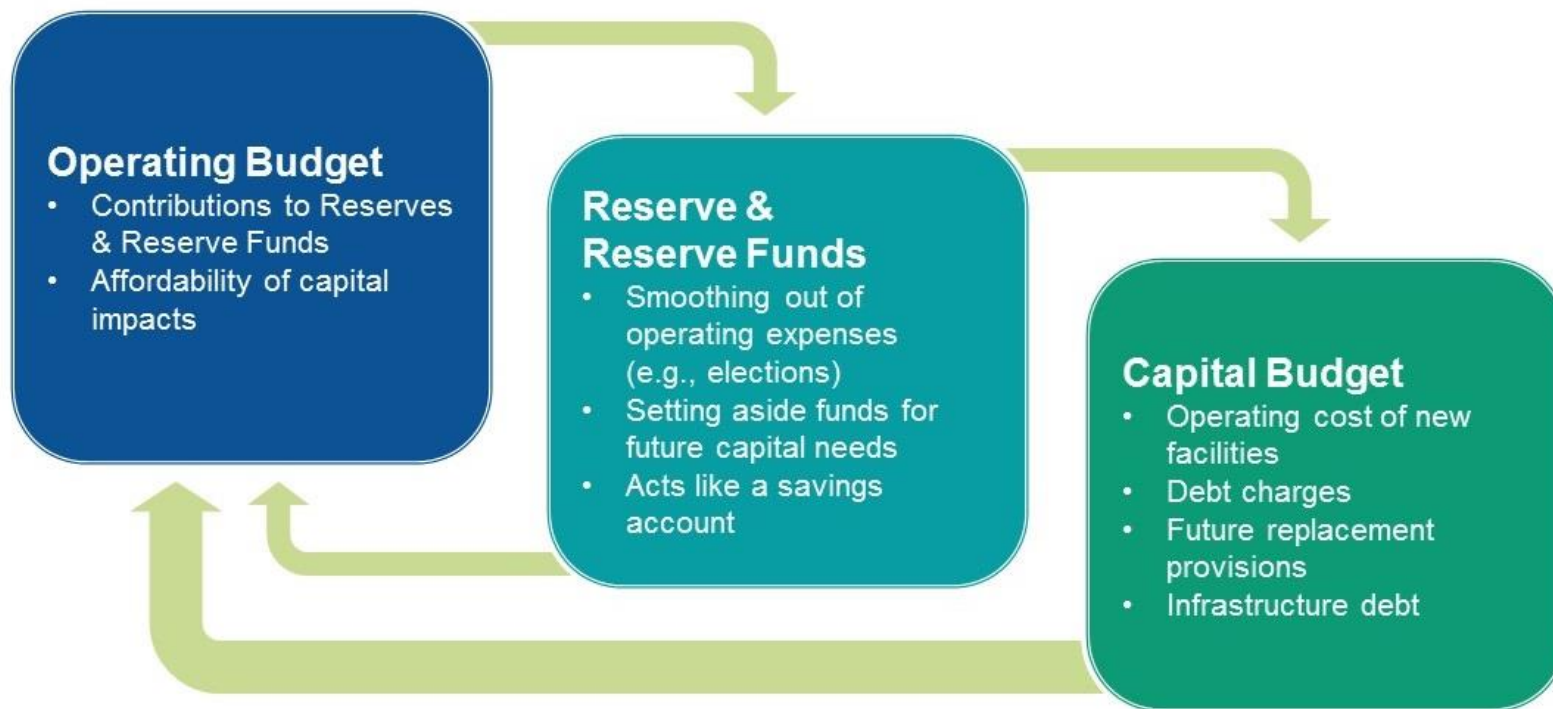 Operating Budget
• Contributions to Reserves
& Reserve Funds
• Affordability of capital
impacts
Reserve &
Reserve Funds
• Smoothing out of
operating expenses
(e.g., elections)
• Setting aside funds for
future capital needs
• Acts like a savings
account
Capital Budget
• Operating cost of new
facilities
• Debt charges
• Future replacement
provisions
• Infrastructure debt